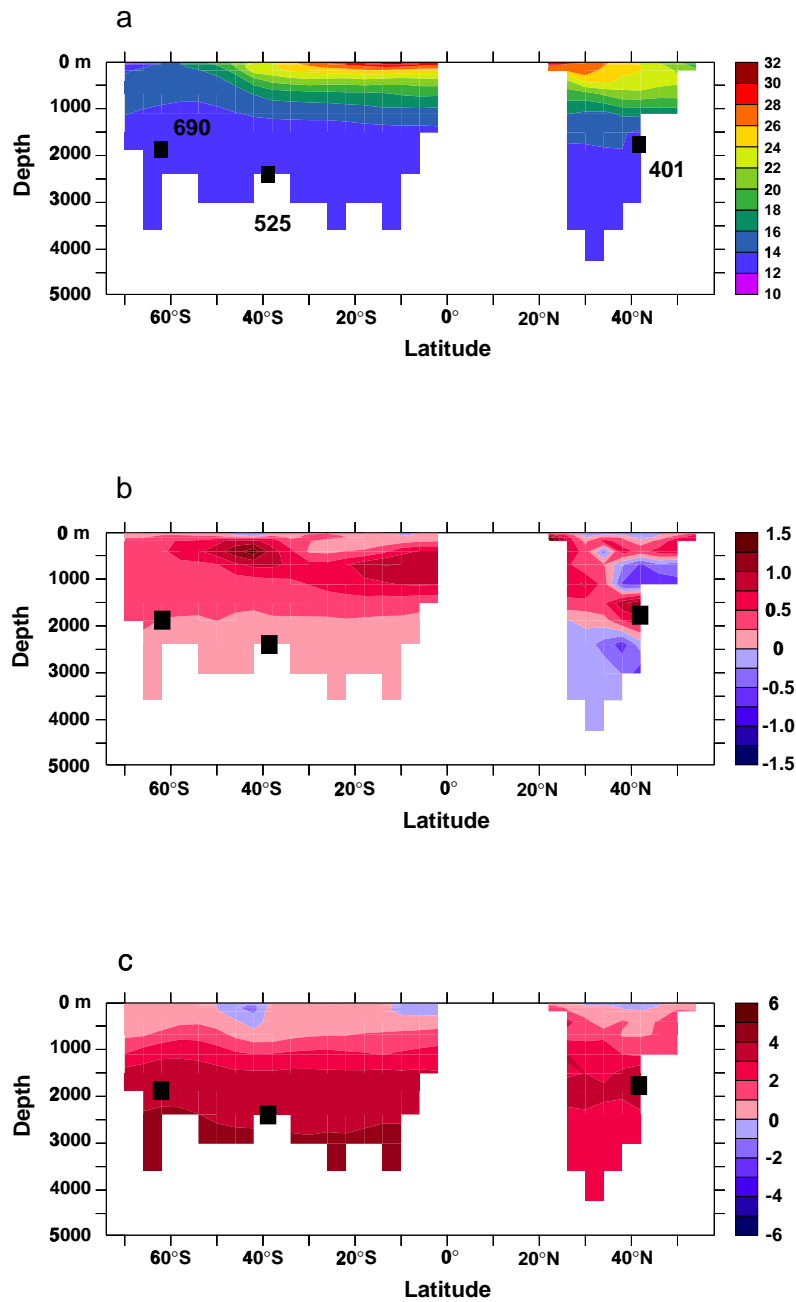 a
0 m
1000
2000
3000
4000
5000
Depth
690
525
401
60°S
40°S
20°S
0°
20°N
40°N
Latitude
32
30
28
26
24
22
20
18
16
14
12
10
b
0 m
1000
2000
3000
4000
5000
Depth
60°S
40°S
20°S
0°
20°N
40°N
Latitude
1.5
1.0
0.5
0
-0.5
-1.0
-1.5
c
0 m
1000
2000
3000
4000
5000
Depth
60°S
40°S
20°S
0°
20°N
40°N
Latitude
6
4
2
0
-2
-4
-6